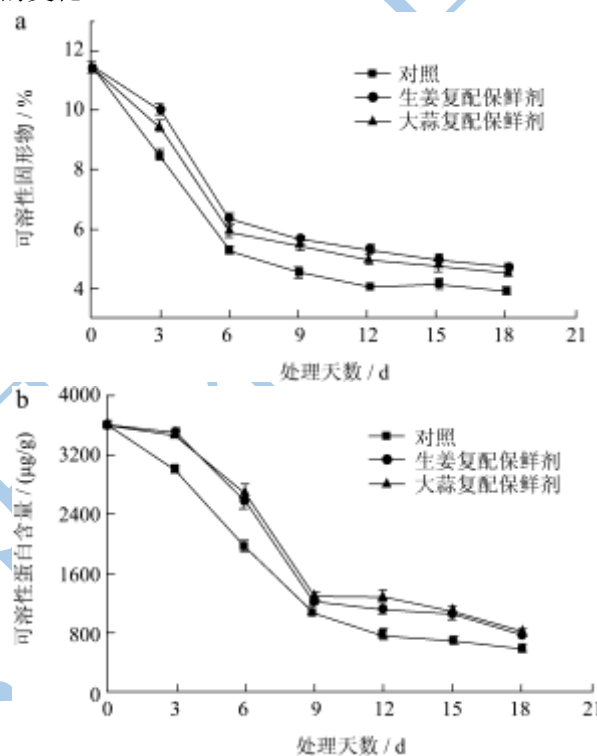 a
12
10
8
6
4
可溶性固形物 / %
对照
生姜复配保鲜剂
大蒜复配保鲜剂
0 3 6 9 12 15 18 21
处理天数 / d
b
4000
3200
2400
1600
800
0
可溶性蛋白含量 / (μg/g)
对照
生姜复配保鲜剂
大蒜复配保鲜剂
0 3 6 9 12 15 18 21
处理天数 / d